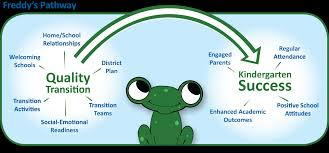 Freddy's Pathway
Home/School
Relationships
Welcoming
Schools
District
Plan
Quality
Transition
Transition
Activities
Transition
Teams
Social-Emotional
Readiness
Engaged
Parents
Regular
Attendance
Kindergarten
Success
Enhanced Academic
Outcomes
Positive School
Attitudes